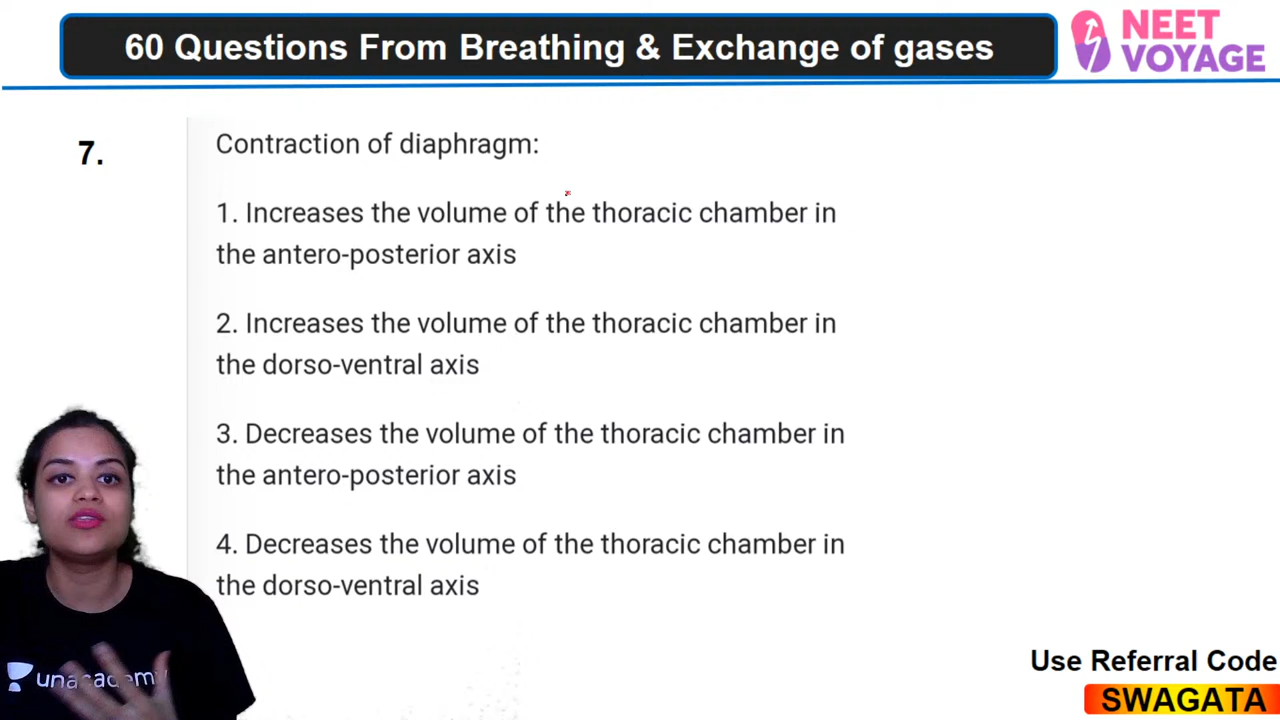 60 Questions From Breathing & Exchange of gases
NEET
VOYAGE
7.
Contraction of diaphragm:
1. Increases the volume of the thoracic chamber in
the antero-posterior axis
2. Increases the volume of the thoracic chamber in
the dorso-ventral axis
3. Decreases the volume of the thoracic chamber in
the antero-posterior axis
4. Decreases the volume of the thoracic chamber in
the dorso-ventral axis
unacademy
Use Referral Code
SWAGATA